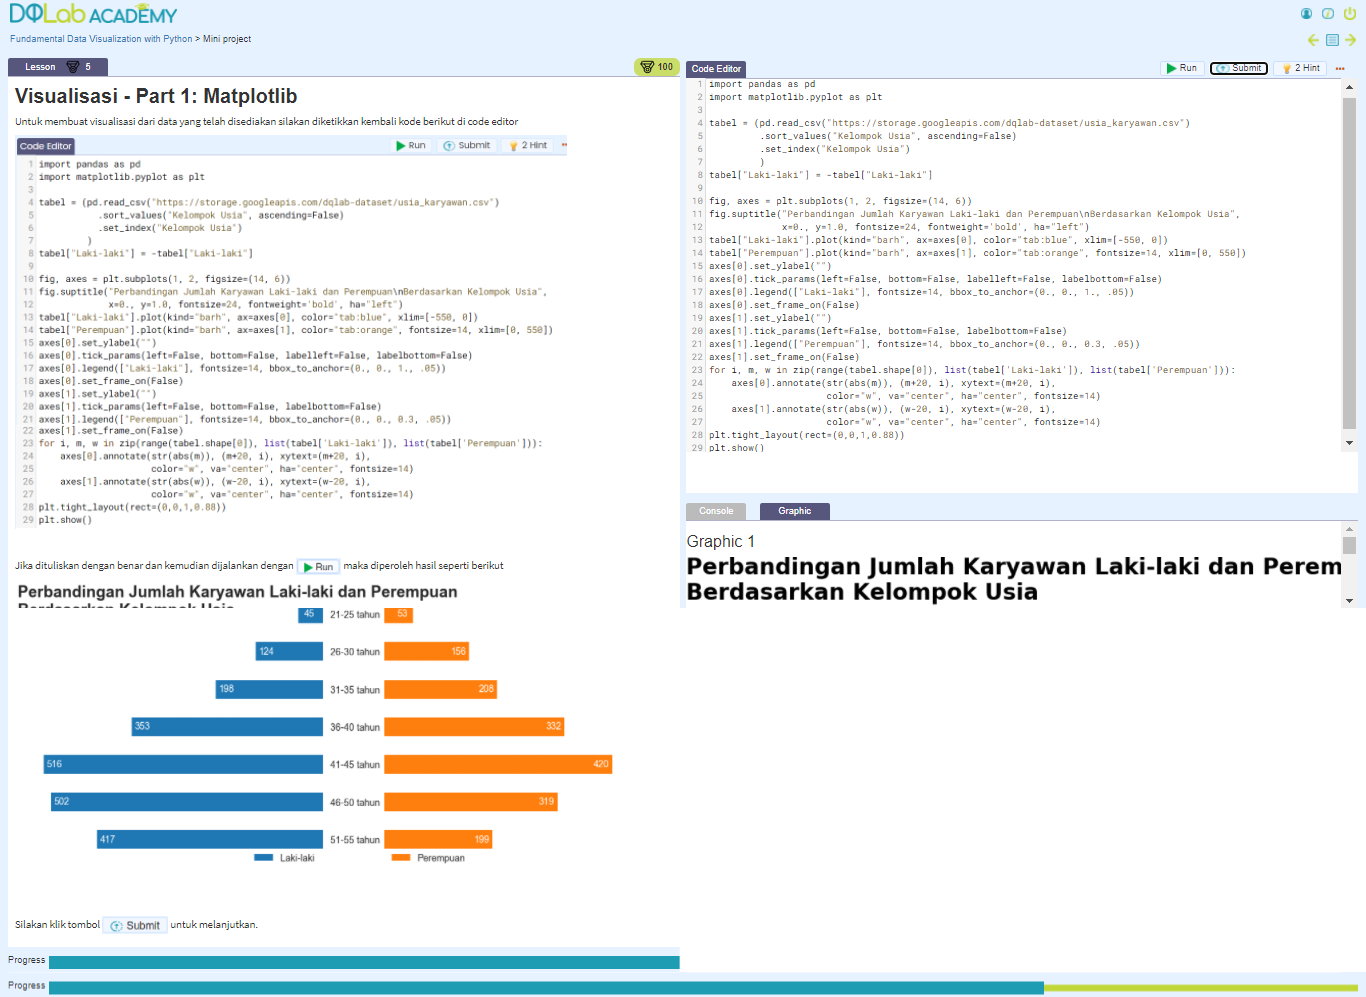 DQLab ACADEMY
Fundamental Data Visualization with Python > Mini project
Lesson 5
100
Visualisasi - Part 1: Matplotlib
Untuk membuat visualisasi dari data yang telah disediakan silakan diketikkan kembali kode berikut di code editor
Code Editor Run Submit 2 Hint
1 import pandas as pd
2 import matplotlib.pyplot as plt
3
4 tabel = (pd.read_csv("https://storage.googleapis.com/dqlab-dataset/usia_karyawan.csv")
5 .sort_values("Kelompok Usia", ascending=False)
6 .set_index("Kelompok Usia")
7 )
8 tabel["Laki-laki"] = -tabel["Laki-laki"]
9
10 fig, axes = plt.subplots(1, 2, figsize=(14, 6))
11 fig.suptitle("Perbandingan Jumlah Karyawan Laki-laki dan Perempuan\nBerdasarkan Kelompok Usia",
12 x=0., y=1.0, fontsize=24, fontweight='bold', ha="left")
13 tabel["Laki-laki"].plot(kind="barh", ax=axes[0], color="tab:blue", xlim=[-550, 0])
14 tabel["Perempuan"].plot(kind="barh", ax=axes[1], color="tab:orange", fontsize=14, xlim=[0, 550])
15 axes[0].set_ylabel("")
16 axes[0].tick_params(left=False, bottom=False, labelleft=False, labelbottom=False)
17 axes[0].legend(["Laki-laki"], fontsize=14, bbox_to_anchor=(0., 0., 1., .05))
18 axes[0].set_frame_on(False)
19 axes[1].set_ylabel("")
20 axes[1].tick_params(left=False, bottom=False, labelbottom=False)
21 axes[1].legend(["Perempuan"], fontsize=14, bbox_to_anchor=(0., 0., 0.3, .05))
22 axes[1].set_frame_on(False)
23 for i, m, w in zip(range(tabel.shape[0]), list(tabel['Laki-laki']), list(tabel['Perempuan'])):
24 axes[0].annotate(str(abs(m)), (m+20, i), xytext=(m+20, i),
25 color="w", va="center", ha="center", fontsize=14)
26 axes[1].annotate(str(abs(w)), (w-20, i), xytext=(w-20, i),
27 color="w", va="center", ha="center", fontsize=14)
28 plt.tight_layout(rect=(0,0,1,0.88))
29 plt.show()
Jika dituliskan dengan benar dan kemudian dijalankan dengan Run maka diperoleh hasil seperti berikut
Perbandingan Jumlah Karyawan Laki-laki dan Perempuan
Berdasarkan Kelompok Usia
45 21-25 tahun 53
124 26-30 tahun 156
198 31-35 tahun 208
353 36-40 tahun 332
516 41-45 tahun 420
502 46-50 tahun 319
417 51-55 tahun 199
Laki-laki Perempuan
Silakan klik tombol Submit untuk melanjutkan.
Progress
Progress
Code Editor Run Submit 2 Hint
1 import pandas as pd
2 import matplotlib.pyplot as plt
3
4 tabel = (pd.read_csv("https://storage.googleapis.com/dqlab-dataset/usia_karyawan.csv")
5 .sort_values("Kelompok Usia", ascending=False)
6 .set_index("Kelompok Usia")
7 )
8 tabel["Laki-laki"] = -tabel["Laki-laki"]
9
10 fig, axes = plt.subplots(1, 2, figsize=(14, 6))
11 fig.suptitle("Perbandingan Jumlah Karyawan Laki-laki dan Perempuan\nBerdasarkan Kelompok Usia",
12 x=0., y=1.0, fontsize=24, fontweight='bold', ha="left")
13 tabel["Laki-laki"].plot(kind="barh", ax=axes[0], color="tab:blue", xlim=[-550, 0])
14 tabel["Perempuan"].plot(kind="barh", ax=axes[1], color="tab:orange", fontsize=14, xlim=[0, 550])
15 axes[0].set_ylabel("")
16 axes[0].tick_params(left=False, bottom=False, labelleft=False, labelbottom=False)
17 axes[0].legend(["Laki-laki"], fontsize=14, bbox_to_anchor=(0., 0., 1., .05))
18 axes[0].set_frame_on(False)
19 axes[1].set_ylabel("")
20 axes[1].tick_params(left=False, bottom=False, labelbottom=False)
21 axes[1].legend(["Perempuan"], fontsize=14, bbox_to_anchor=(0., 0., 0.3, .05))
22 axes[1].set_frame_on(False)
23 for i, m, w in zip(range(tabel.shape[0]), list(tabel['Laki-laki']), list(tabel['Perempuan'])):
24 axes[0].annotate(str(abs(m)), (m+20, i), xytext=(m+20, i),
25 color="w", va="center", ha="center", fontsize=14)
26 axes[1].annotate(str(abs(w)), (w-20, i), xytext=(w-20, i),
27 color="w", va="center", ha="center", fontsize=14)
28 plt.tight_layout(rect=(0,0,1,0.88))
29 plt.show()
Console Graphic
Graphic 1
Perbandingan Jumlah Karyawan Laki-laki dan Perem
Berdasarkan Kelompok Usia